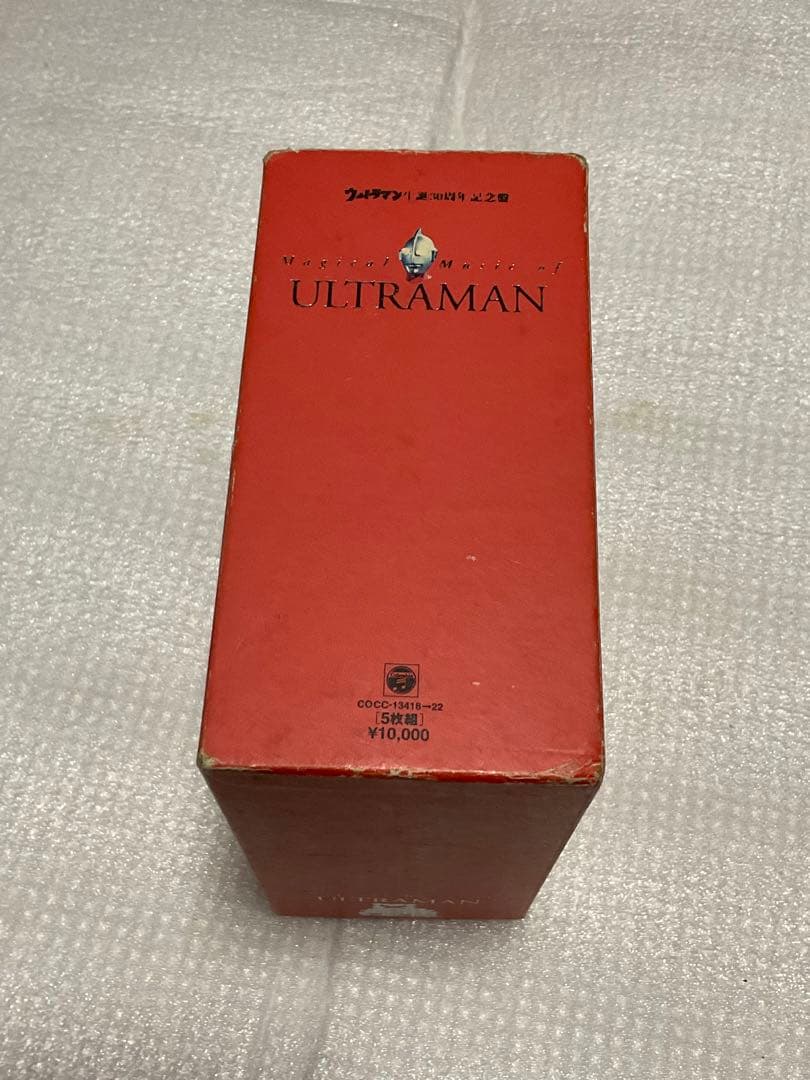 ウルトラマン生誕30周年記念盤
Magical Music of
ULTRAMAN
Columbia
COCC-13418→22
[5枚組]
¥10,000
ULTRAMAN